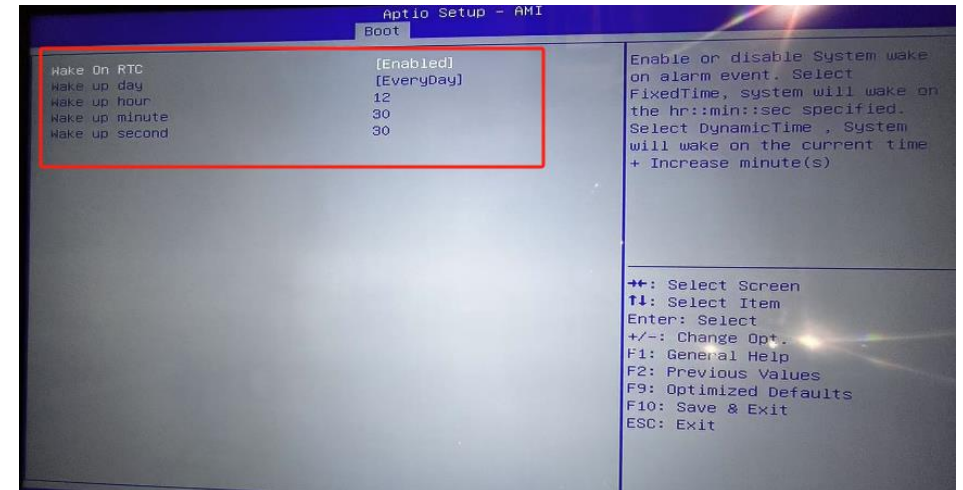 Aptio Setup - AMI
Boot
Wake On RTC [Enabled]
Wake up day [EveryDay]
Wake up hour 12
Wake up minute 30
Wake up second 30
Enable or disable System wake
on alarm event. Select
FixedTime, system will wake on
the hr::min::sec specified.
Select DynamicTime , System
will wake on the current time
+ Increase minute(s)
→←: Select Screen
↑↓: Select Item
Enter: Select
+/-: Change Opt.
F1: General Help
F2: Previous Values
F9: Optimized Defaults
F10: Save & Exit
ESC: Exit